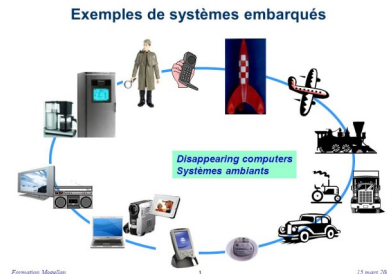 Exemples de systèmes embarqués
Disappearing computers
Systèmes ambiants
Formation Magellan
1
15 mars 20